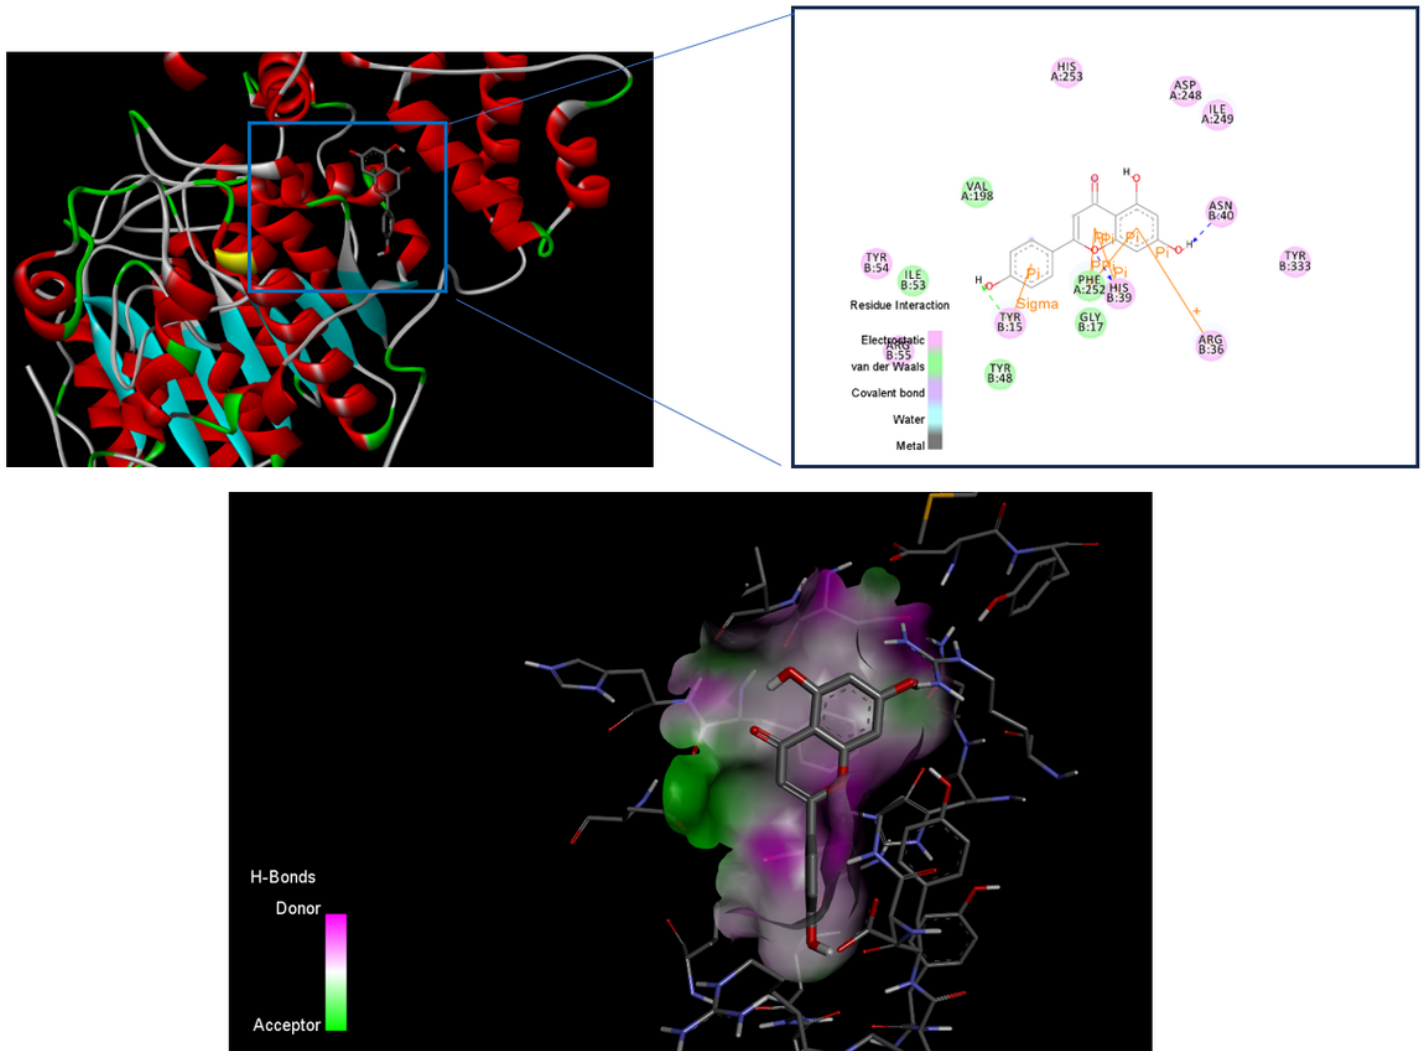 HIS
A:253
ASP
A:248
ILE
A:249
VAL
A:198
O
H
O
ASN
B:40
O
H
Pi
Pi
Pi
O
TYR
B:54
ILE
B:53
TYR
B:333
H
O
Pi
Pi
PHE
A:252
HIS
B:39
Residue Interaction
Sigma
TYR
B:15
GLY
B:17
+
ARG
B:36
Electrostatic
ARG
B:55
van der Waals
TYR
B:48
Covalent bond
Water
Metal
H-Bonds
Donor
Acceptor